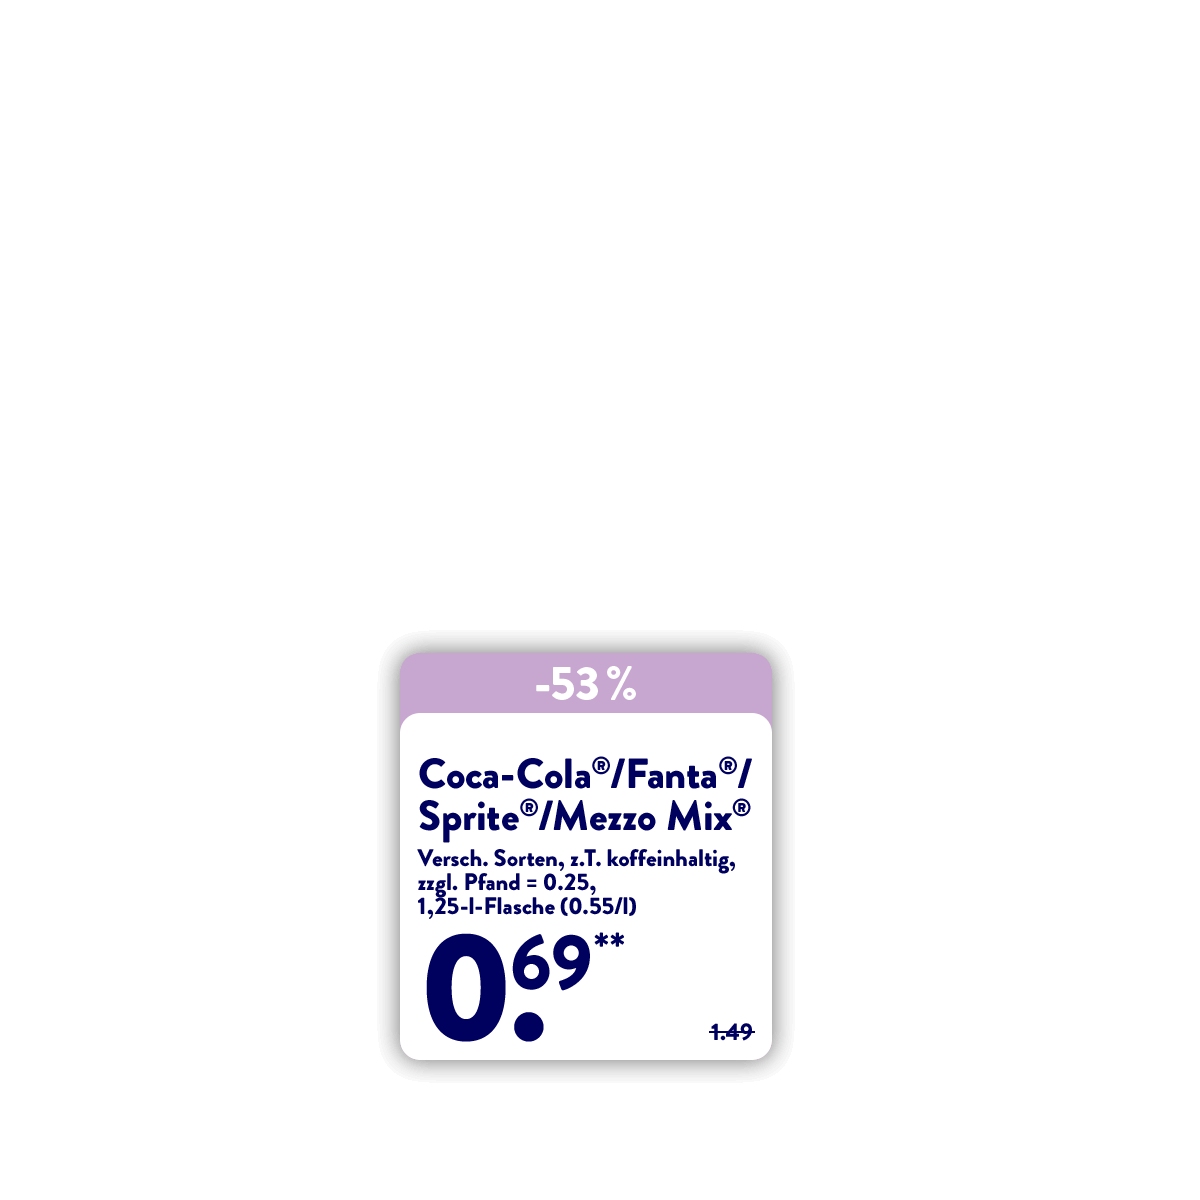 -53 %
Coca-Cola®/Fanta®/
Sprite®/Mezzo Mix®
Versch. Sorten, z.T. koffeinhaltig,
zzgl. Pfand = 0.25,
1,25-l-Flasche (0.55/l)
0.69**
1.49